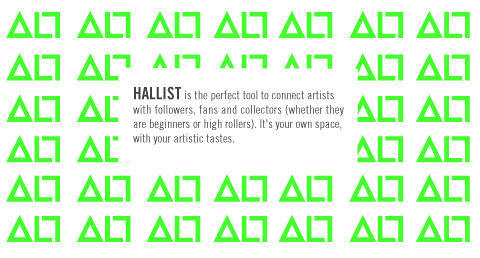 HALLIST is the perfect tool to connect artists
with followers, fans and collectors (whether they
are beginners or high rollers). It's your own space,
with your artistic tastes.